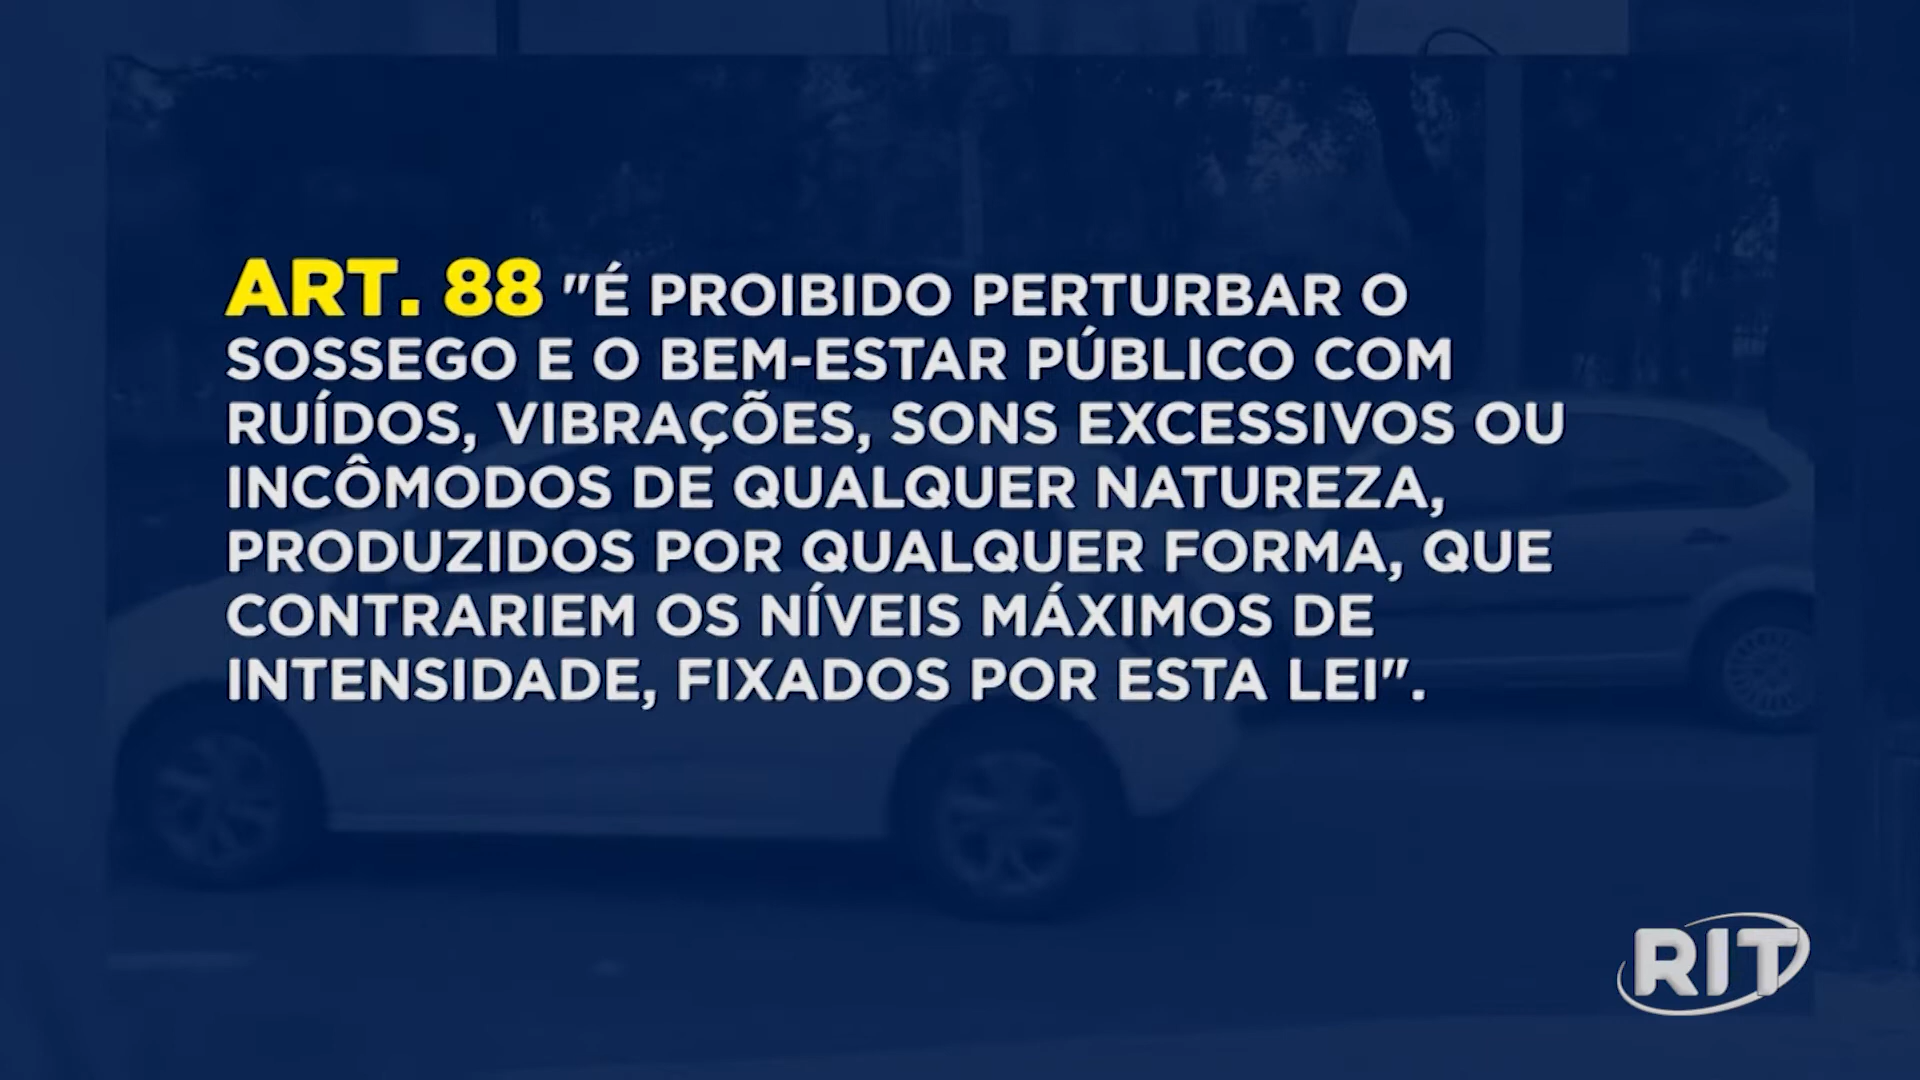 ART. 88 "É PROIBIDO PERTURBAR O
SOSSEGO E O BEM-ESTAR PÚBLICO COM
RUÍDOS, VIBRAÇÕES, SONS EXCESSIVOS OU
INCÔMODOS DE QUALQUER NATUREZA,
PRODUZIDOS POR QUALQUER FORMA, QUE
CONTRARIEM OS NÍVEIS MÁXIMOS DE
INTENSIDADE, FIXADOS POR ESTA LEI".
RIT